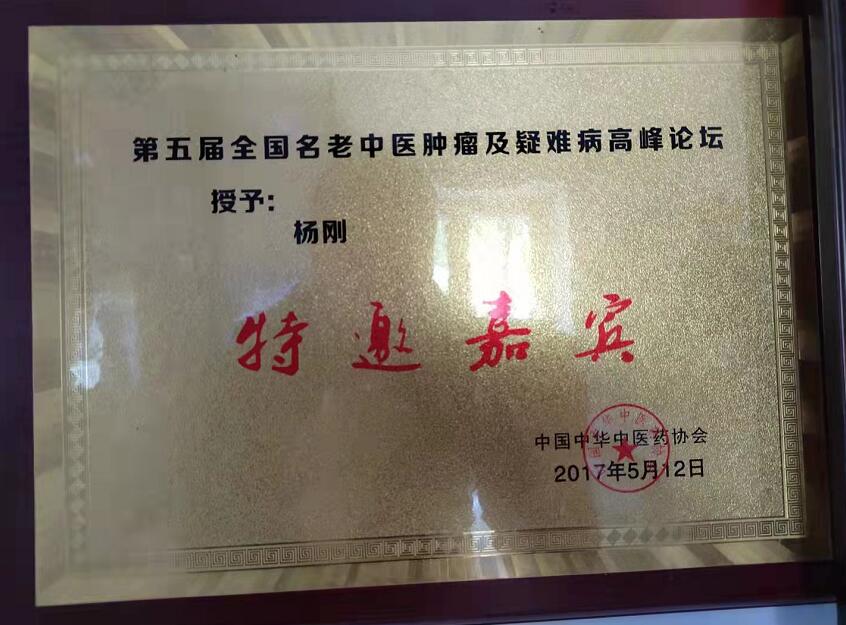 第五届全国名老中医肿瘤及疑难病高峰论坛
授予:
杨刚
特邀嘉宾
中国中华中医药协会
2017年5月12日